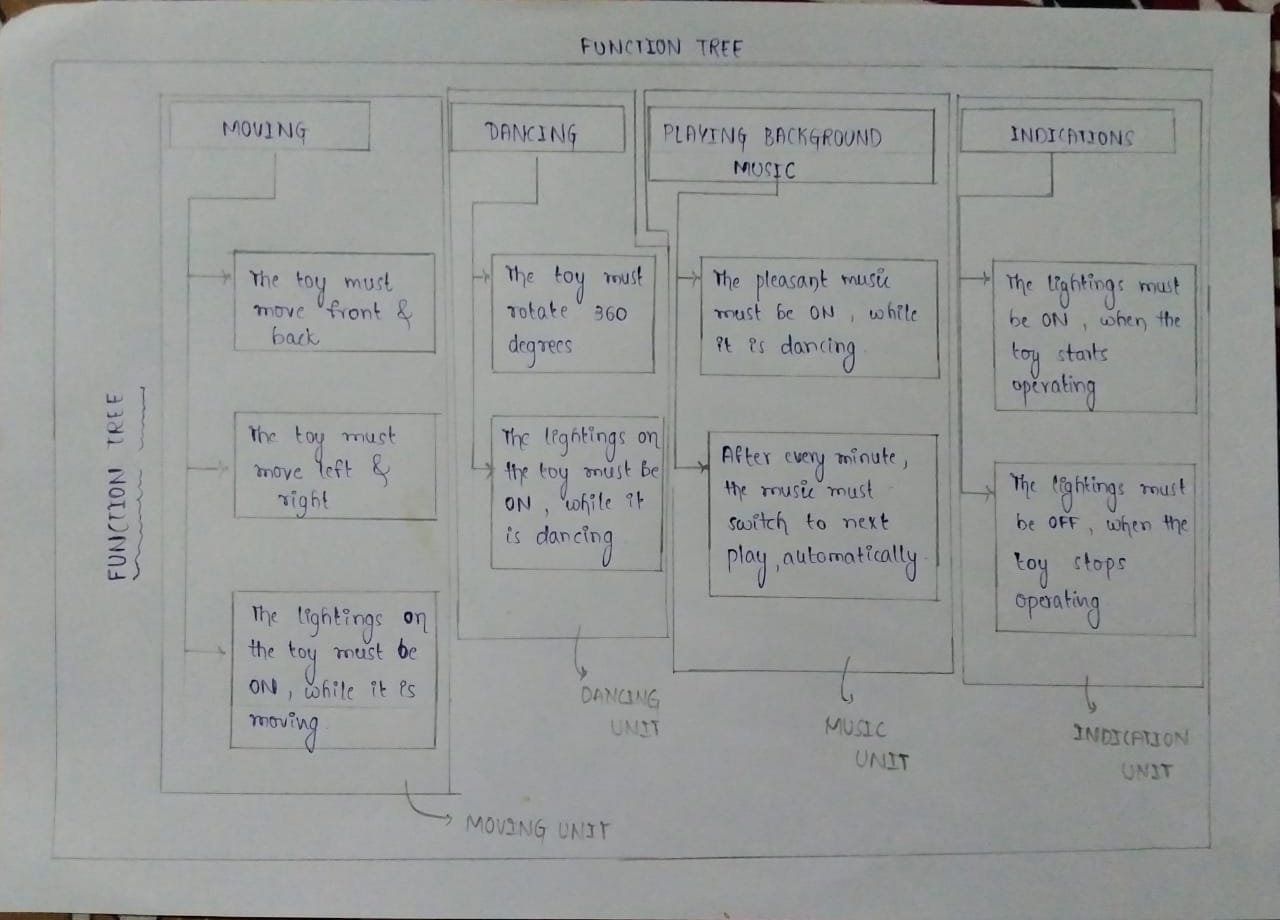 FUNCTION TREE
FUNCTION TREE
MOVING
The toy must
move front &
back
The toy must
move left &
right
The lightings on
the toy must be
ON, while it is
moving.
MOVING UNIT
DANCING
The toy must
rotate 360
degrees
The lightings on
the toy must be
ON, while it
is dancing
DANCING
UNIT
PLAYING BACKGROUND
MUSIC
The pleasant music
must be ON, while
it is dancing.
After every minute,
the music must
switch to next
play, automatically.
MUSIC
UNIT
INDICATIONS
The lightings must
be ON, when the
toy starts
operating
The lightings must
be OFF, when the
toy stops
operating.
INDICATION
UNIT